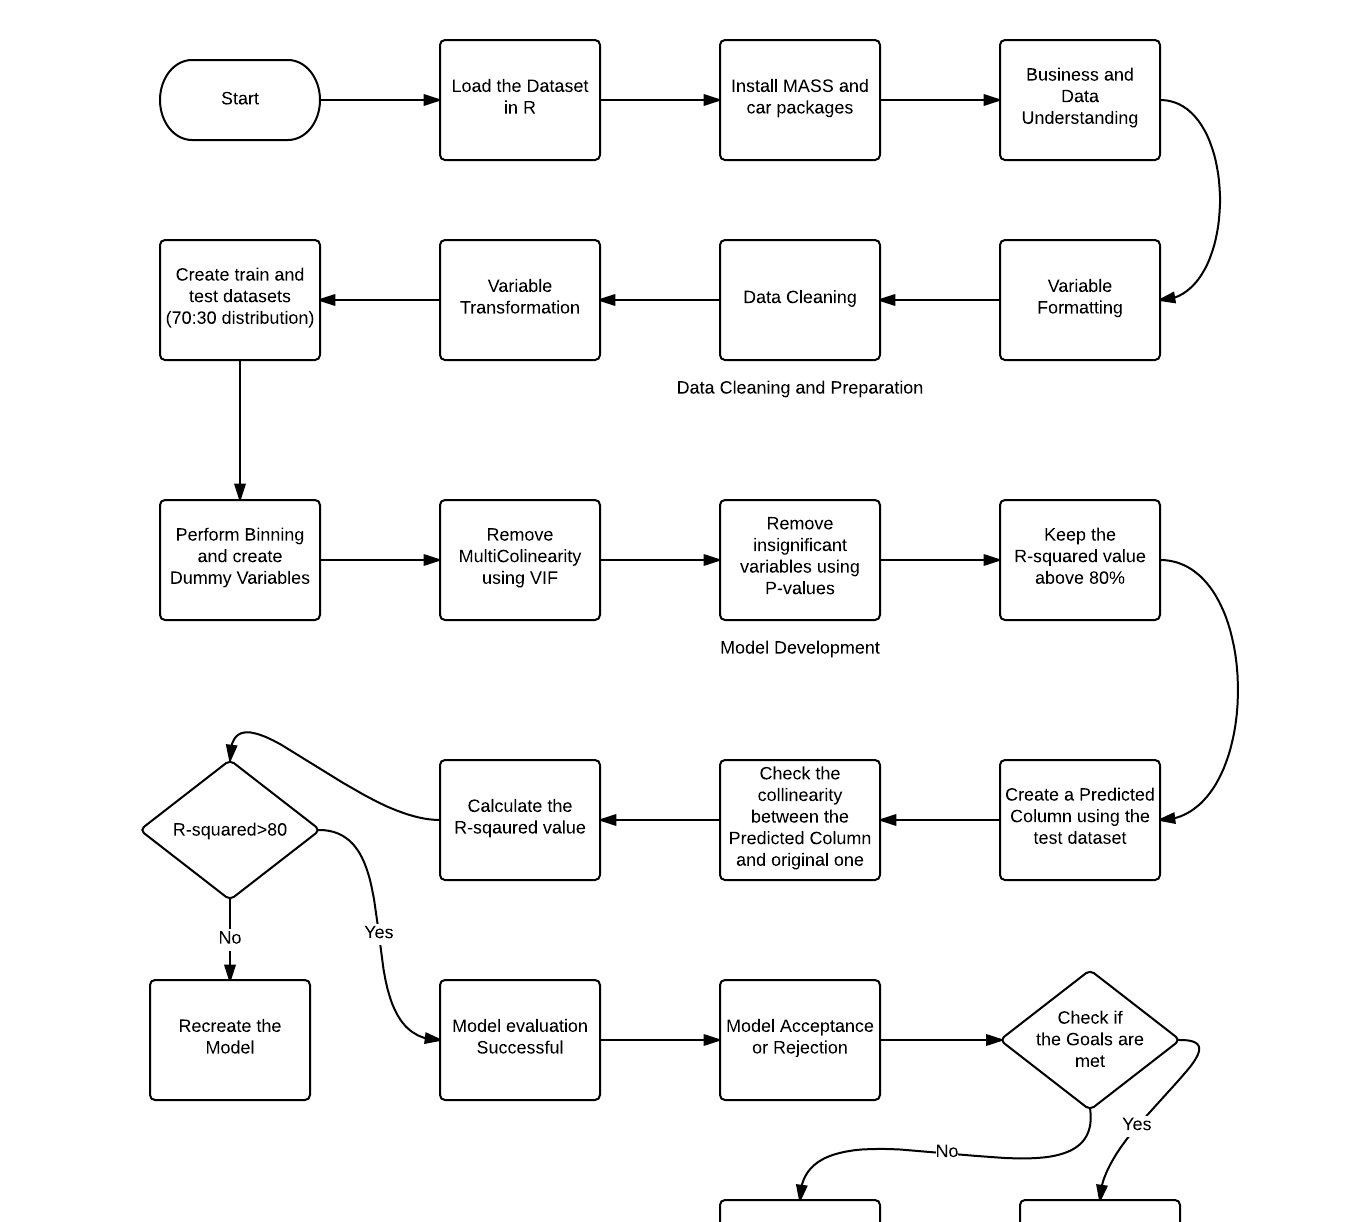 Start
Load the Dataset
in R
Install MASS and
car packages
Business and
Data
Understanding
Create train and
test datasets
(70:30 distribution)
Variable
Transformation
Data Cleaning
Variable
Formatting
Data Cleaning and Preparation
Perform Binning
and create
Dummy Variables
Remove
MultiColinearity
using VIF
Remove
insignificant
variables using
P-values
Keep the
R-squared value
above 80%
Model Development
R-squared>80
Calculate the
R-sqaured value
Check the
collinearity
between the
Predicted Column
and original one
Create a Predicted
Column using the
test dataset
No
Yes
Recreate the
Model
Model evaluation
Successful
Model Acceptance
or Rejection
Check if
the Goals are
met
No
Yes